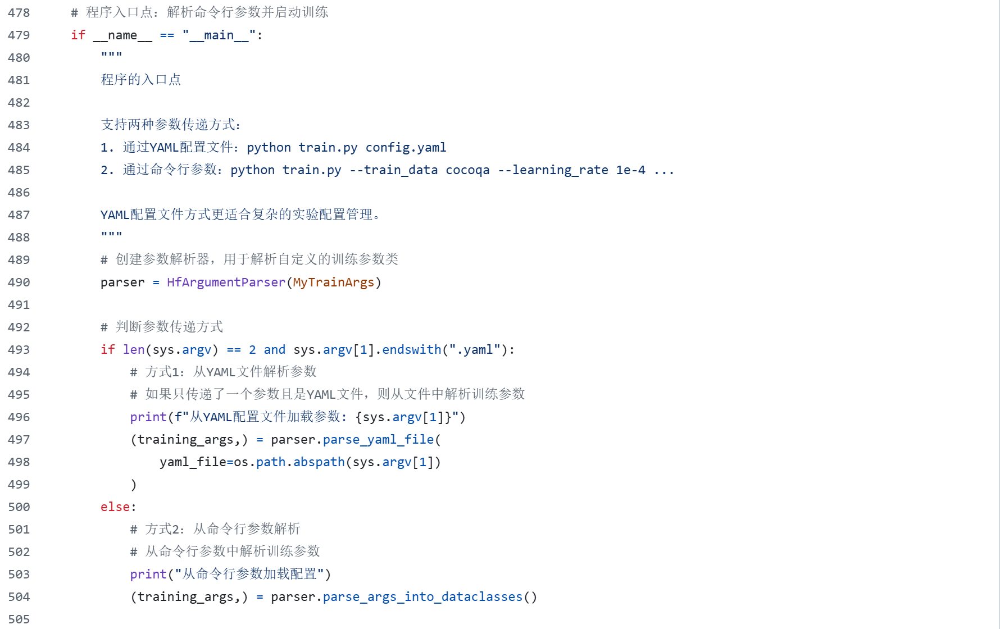 478 # 程序入口点：解析命令行参数并启动训练
479 if __name__ == "__main__":
480 """
481 程序的入口点
482
483 支持两种参数传递方式：
484 1. 通过YAML配置文件：python train.py config.yaml
485 2. 通过命令行参数：python train.py --train_data cocoqa --learning_rate 1e-4 ...
486
487 YAML配置文件方式更适合复杂的实验配置管理。
488 """
489 # 创建参数解析器，用于解析自定义的训练参数类
490 parser = HfArgumentParser(MyTrainArgs)
491
492 # 判断参数传递方式
493 if len(sys.argv) == 2 and sys.argv[1].endswith(".yaml"):
494 # 方式1：从YAML文件解析参数
495 # 如果只传递了一个参数且是YAML文件，则从文件中解析训练参数
496 print(f"从YAML配置文件加载参数: {sys.argv[1]}")
497 (training_args,) = parser.parse_yaml_file(
498 yaml_file=os.path.abspath(sys.argv[1])
499 )
500 else:
501 # 方式2：从命令行参数解析
502 # 从命令行参数中解析训练参数
503 print("从命令行参数加载配置")
504 (training_args,) = parser.parse_args_into_dataclasses()
505